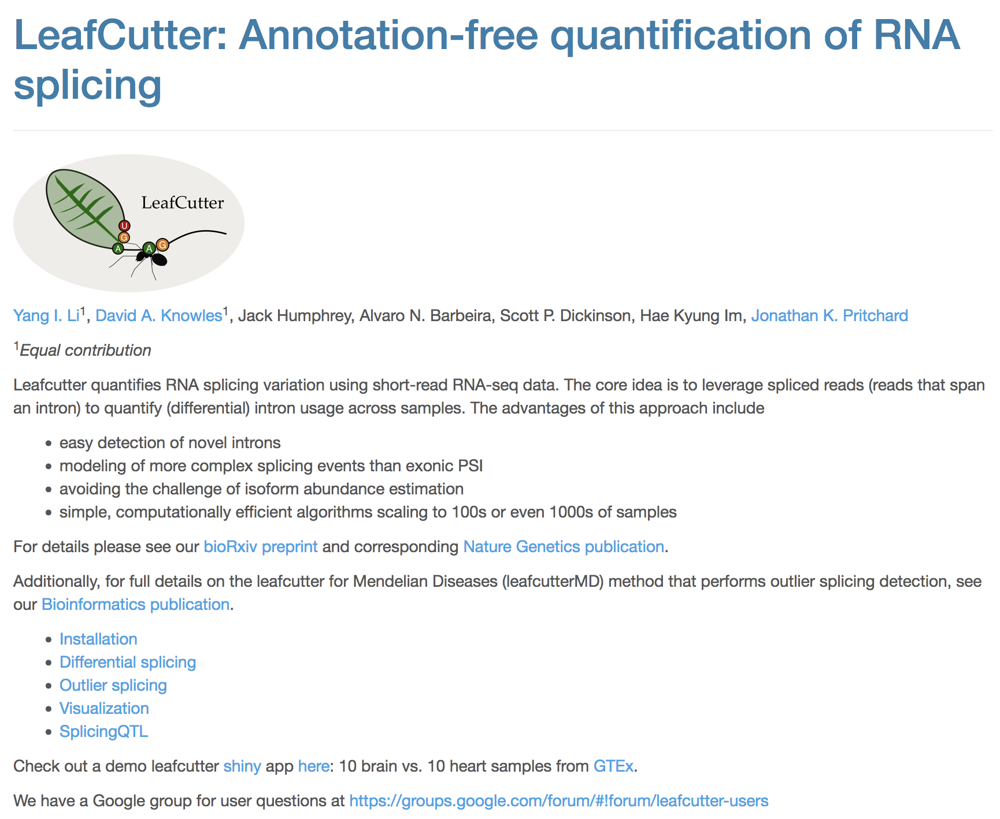 LeafCutter: Annotation-free quantification of RNA
splicing
LeafCutter
U
G
A
A
G
Yang I. Li1, David A. Knowles1, Jack Humphrey, Alvaro N. Barbeira, Scott P. Dickinson, Hae Kyung Im, Jonathan K. Pritchard
1Equal contribution
Leafcutter quantifies RNA splicing variation using short-read RNA-seq data. The core idea is to leverage spliced reads (reads that span
an intron) to quantify (differential) intron usage across samples. The advantages of this approach include
• easy detection of novel introns
• modeling of more complex splicing events than exonic PSI
• avoiding the challenge of isoform abundance estimation
• simple, computationally efficient algorithms scaling to 100s or even 1000s of samples
For details please see our bioRxiv preprint and corresponding Nature Genetics publication.
Additionally, for full details on the leafcutter for Mendelian Diseases (leafcutterMD) method that performs outlier splicing detection, see
our Bioinformatics publication.
• Installation
• Differential splicing
• Outlier splicing
• Visualization
• SplicingQTL
Check out a demo leafcutter shiny app here: 10 brain vs. 10 heart samples from GTEx.
We have a Google group for user questions at https://groups.google.com/forum/#!forum/leafcutter-users